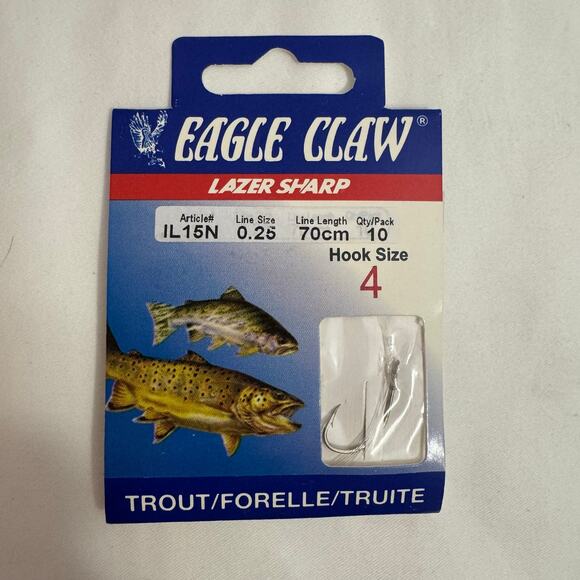 EAGLE CLAW®
LAZER SHARP
Article# Line Size Line Length Qty/Pack
IL15N 0.25 70cm 10
Hook Size
4
TROUT/FORELLE/TRUITE